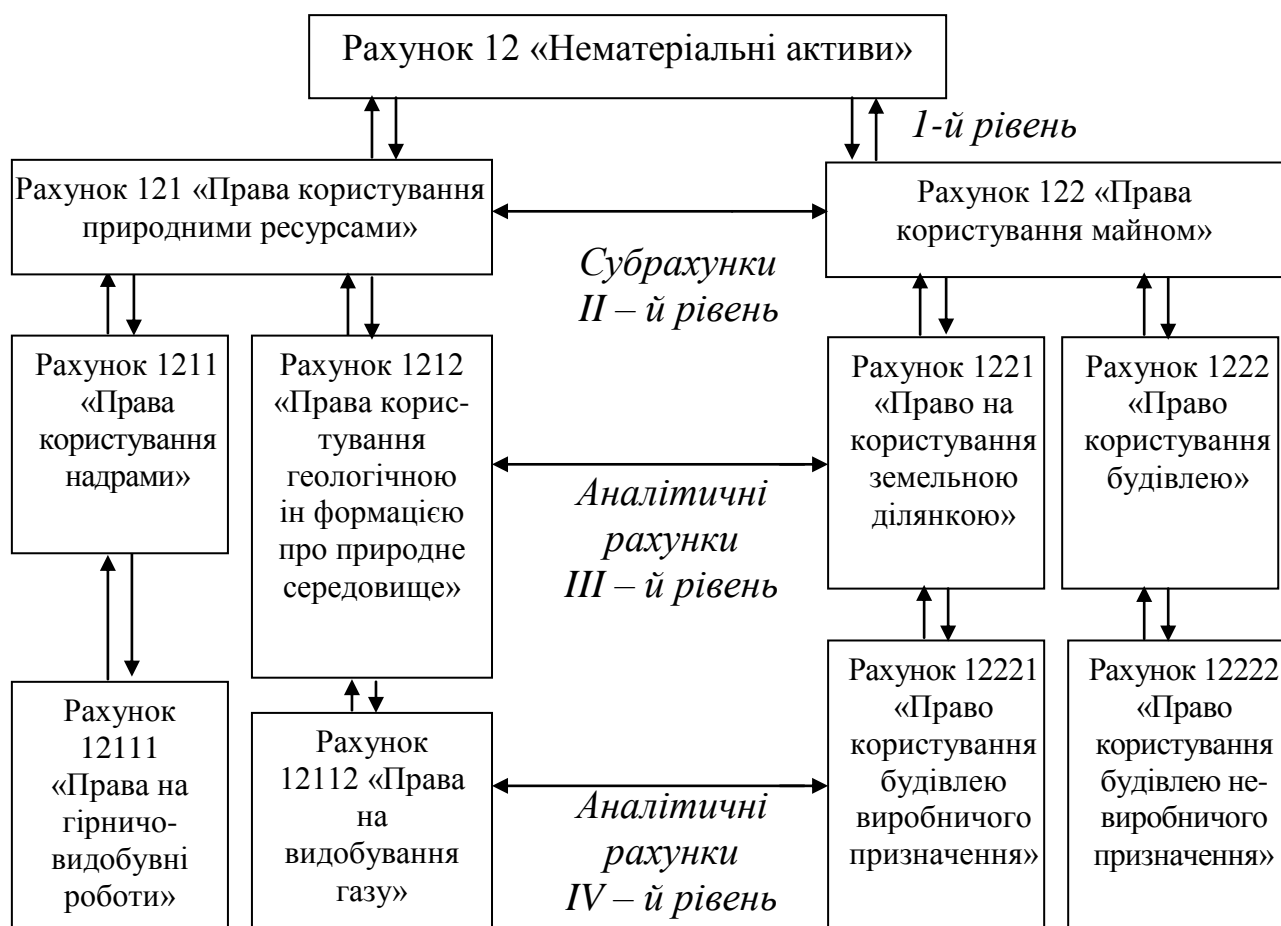 Рахунок 12 «Нематеріальні активи»
1-й рівень
Рахунок 121 «Права користування
природними ресурсами»
Рахунок 122 «Права
користування майном»
Субрахунки
ІІ – й рівень
Рахунок 1211
«Права
користування
надрами»
Рахунок 1212
«Права корис-
тування
геологічною
ін формацією
про природне
середовище»
Аналітичні
рахунки
ІІІ – й рівень
Рахунок 1221
«Право на
користування
земельною
ділянкою»
Рахунок 1222
«Право
користування
будівлею»
Рахунок
12111
«Права на
гірничо-
видобувні
роботи»
Рахунок
12112 «Права
на
видобування
газу»
Аналітичні
рахунки
IV – й рівень
Рахунок 12221
«Право
користування
будівлею
виробничого
призначення»
Рахунок 12222
«Право
користування
будівлею не-
виробничого
призначення»